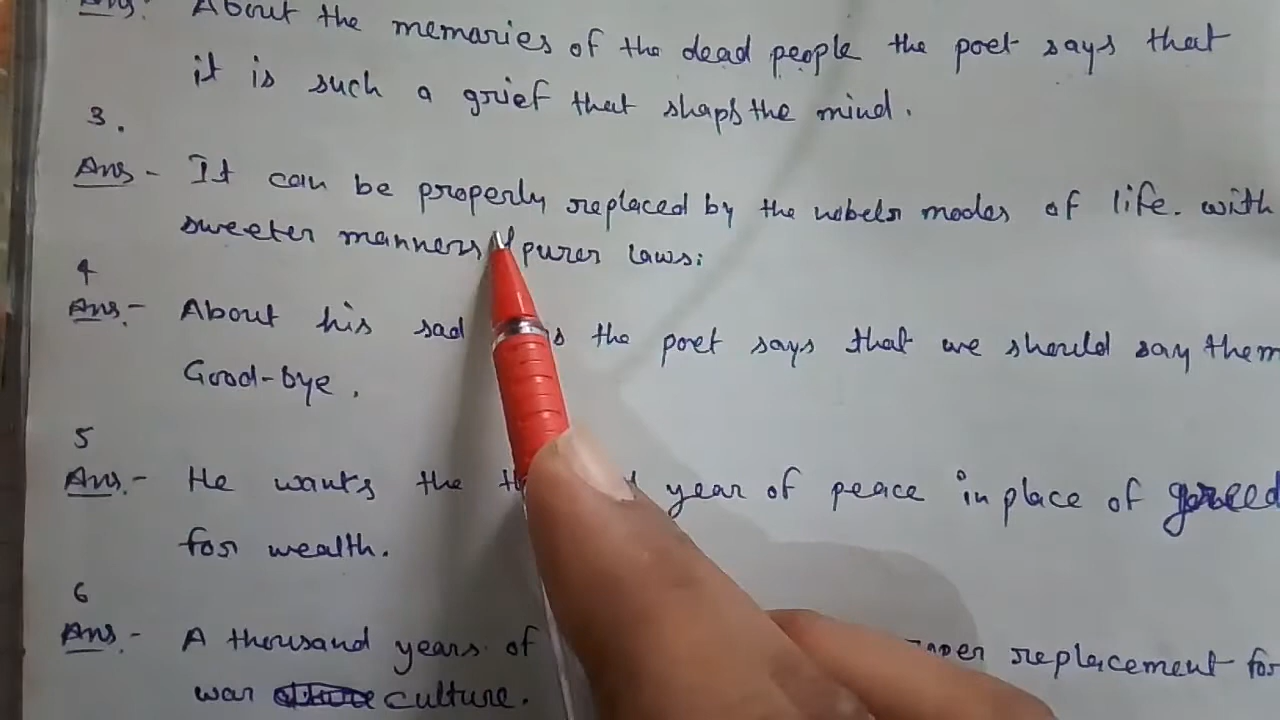 Ans. About the memories of the dead people the poet says that
it is such a grief that shaps the mind.
3.
Ans - It can be properly replaced by the nobelr modes of life. with
sweeter manners purer laws.
4
Ans. - About his sad the poet says that we should say them
Good-bye.
5
Ans. - He wants the year of peace in place of greed
for wealth.
6
Ans. - A thousand years of replacement for
war culture.